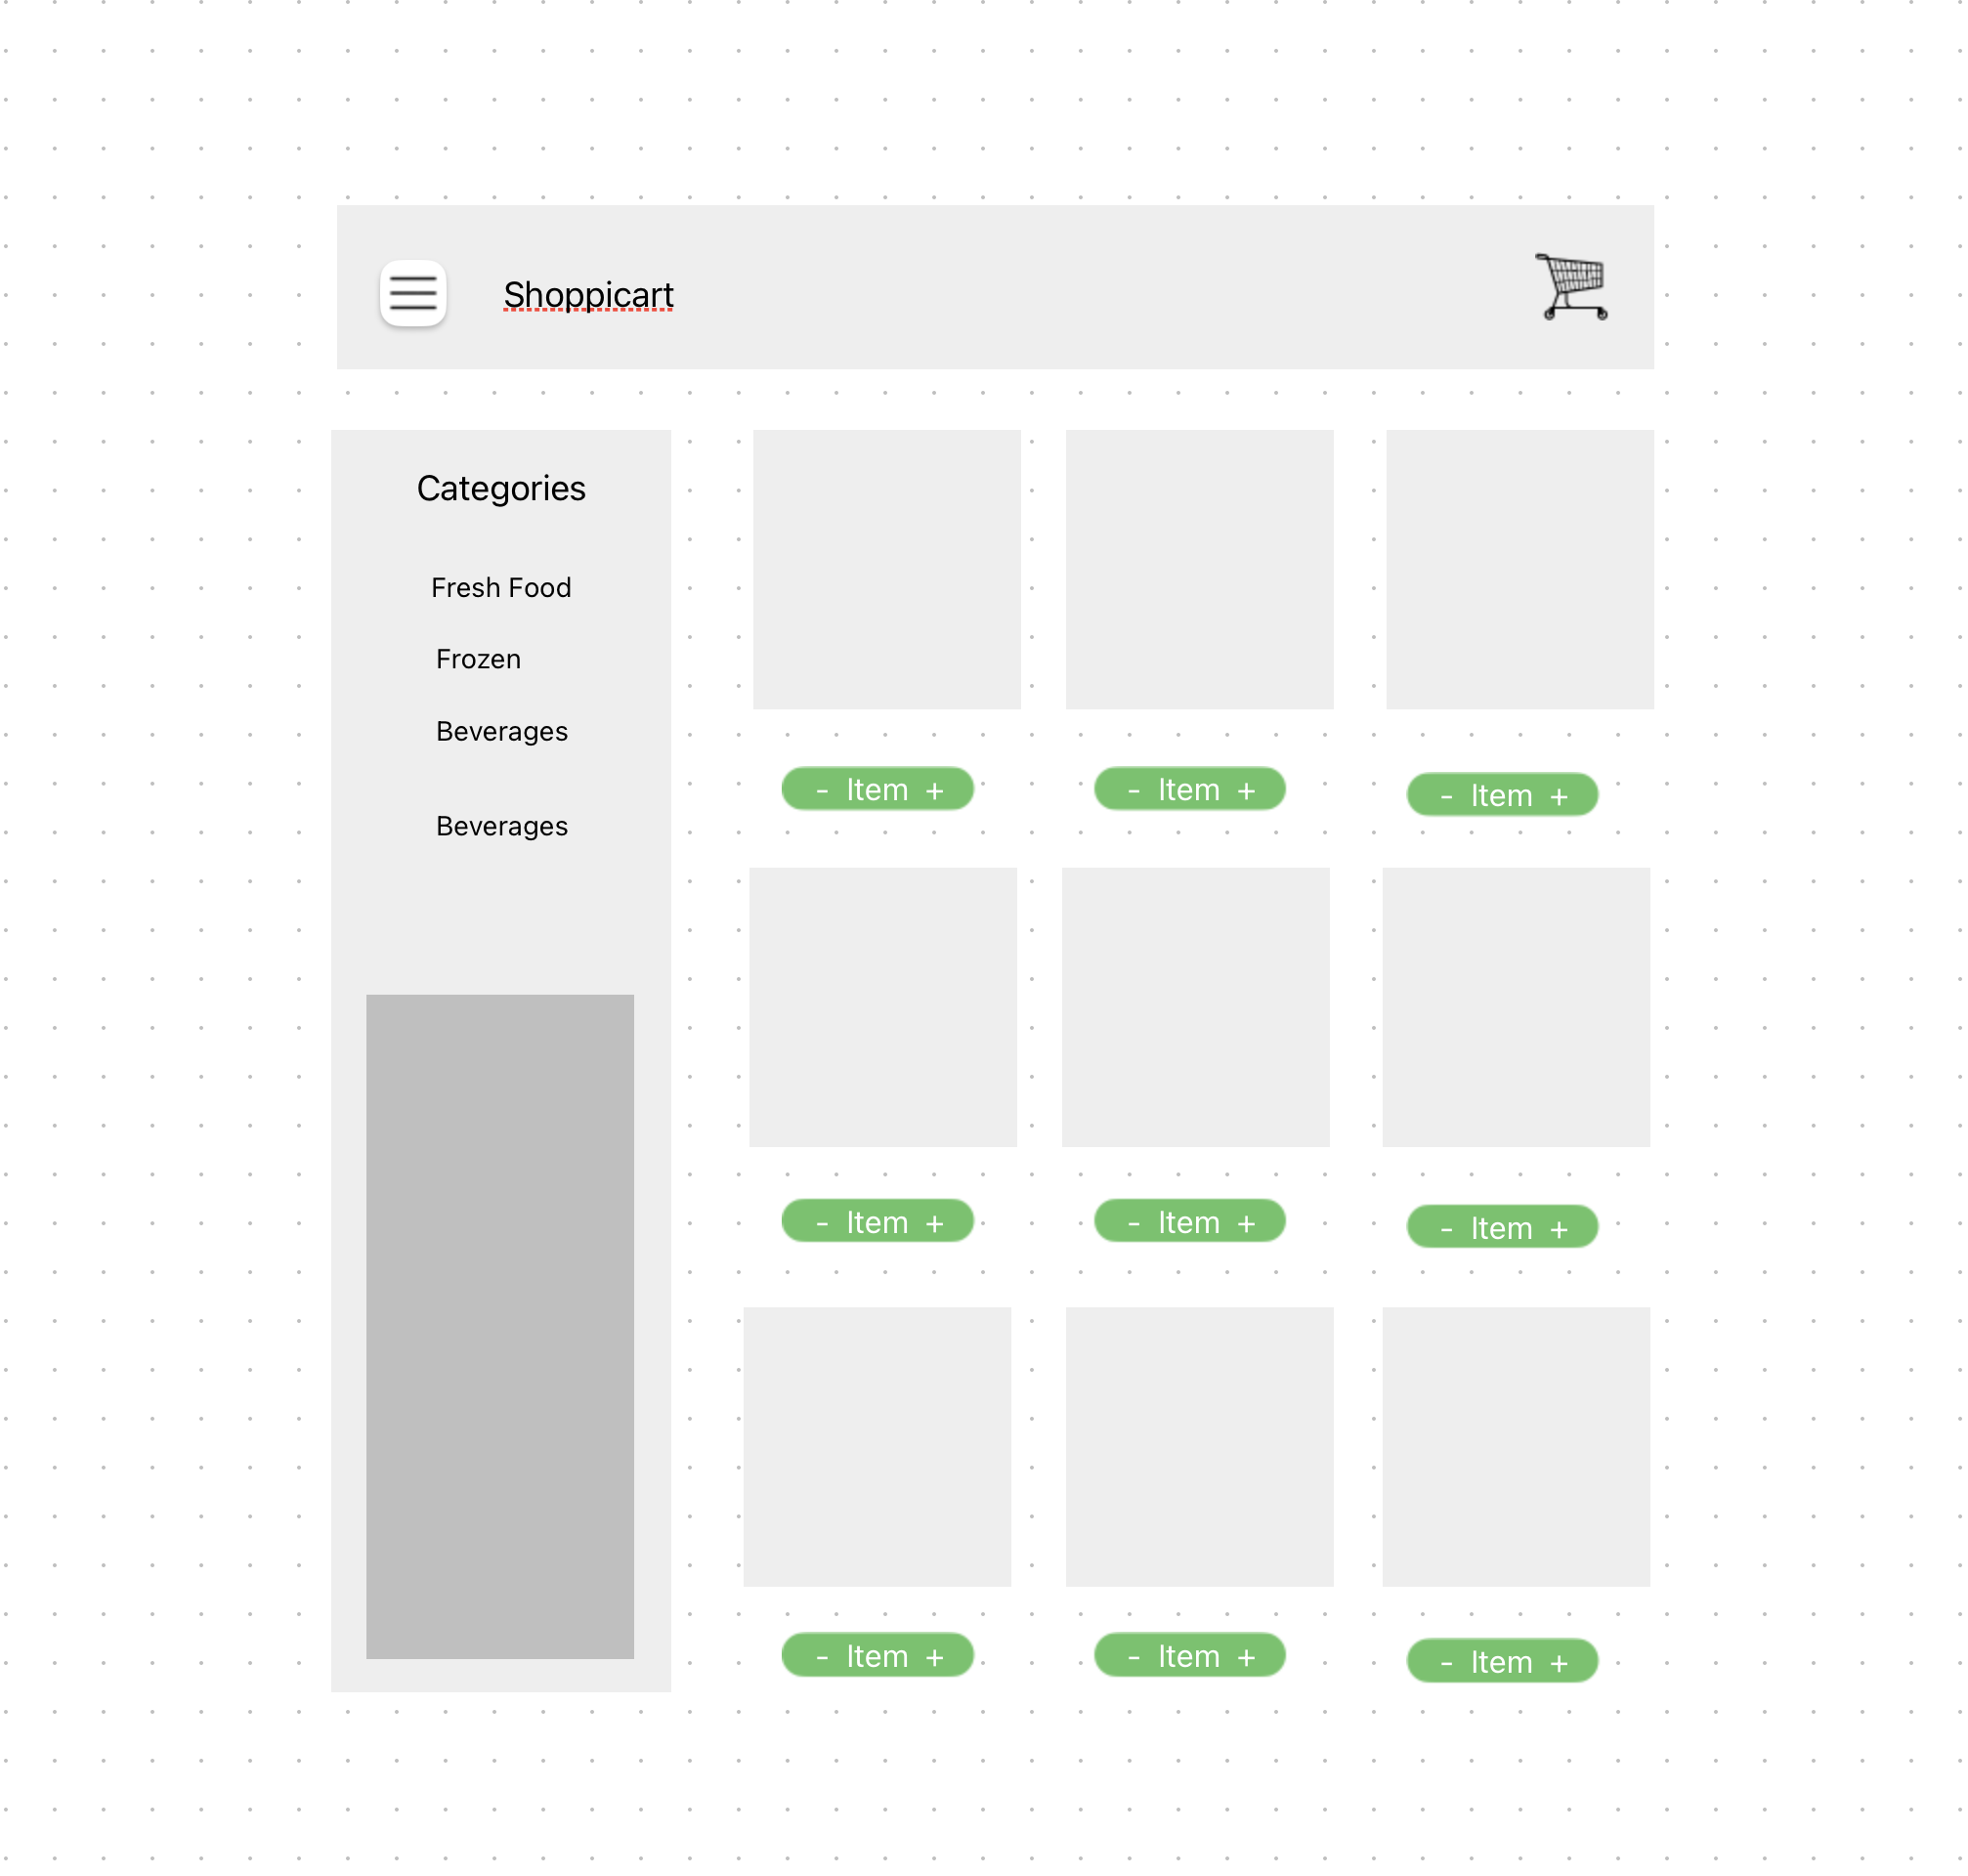 Shoppicart
Categories
Fresh Food
Frozen
Beverages
Beverages
- Item +
- Item +
- Item +
- Item +
- Item +
- Item +
- Item +
- Item +
- Item +